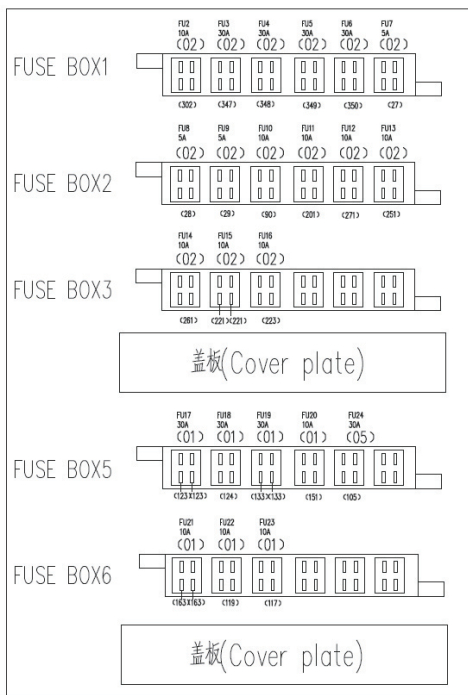 FU2 FU3 FU4 FU5 FU6 FU7
10A 30A 30A 30A 30A 5A
(02) (02) (02) (02) (02) (02)
FUSE BOX1
(302) (347) (348) (349) (350) (27)
FU8 FU9 FU10 FU11 FU12 FU13
5A 5A 10A 10A 10A 10A
(02) (02) (02) (02) (02) (02)
FUSE BOX2
(28) (29) (90) (201) (271) (251)
FU14 FU15 FU16
10A 10A 10A
(02) (02) (02)
FUSE BOX3
(261) (221)(221) (223)
盖板(Cover plate)
FU17 FU18 FU19 FU20 FU24
30A 30A 30A 10A 30A
(01) (01) (01) (01) (05)
FUSE BOX5
(123)(123) (124) (133)(133) (151) (105)
FU21 FU22 FU23
10A 10A 10A
(01) (01) (01)
FUSE BOX6
(163)(163) (119) (117)
盖板(Cover plate)